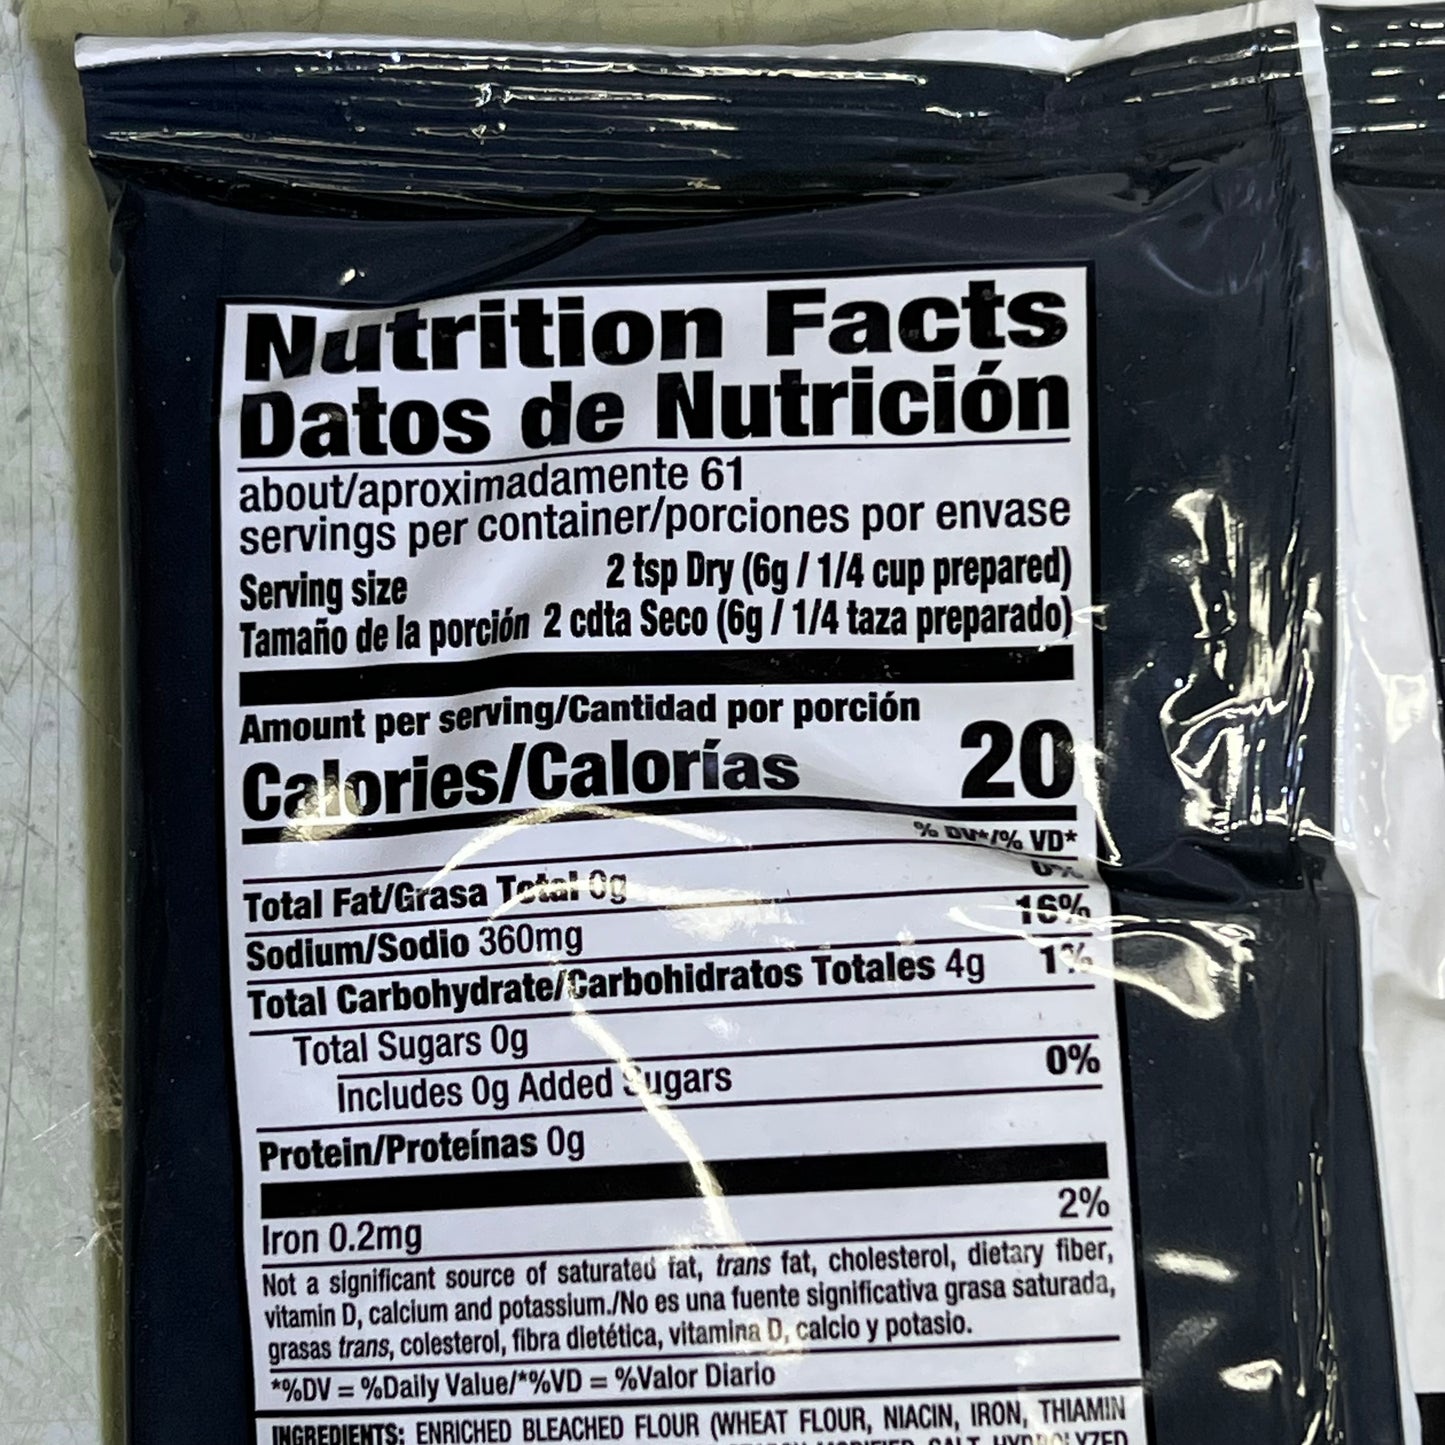 Nutrition Facts
Datos de Nutrición
about/aproximadamente 61
servings per container/porciones por envase
Serving size 2 tsp Dry (6g / 1/4 cup prepared)
Tamaño de la porción 2 cdta Seco (6g / 1/4 taza preparado)
Amount per serving/Cantidad por porción
Calories/Calorías 20
% DV*/% VD*
Total Fat/Grasa Total 0g 0%
Sodium/Sodio 360mg 16%
Total Carbohydrate/Carbohidratos Totales 4g 1%
Total Sugars 0g
Includes 0g Added Sugars 0%
Protein/Proteínas 0g
Iron 0.2mg 2%
Not a significant source of saturated fat, trans fat, cholesterol, dietary fiber,
vitamin D, calcium and potassium./No es una fuente significativa grasa saturada,
grasas trans, colesterol, fibra dietética, vitamina D, calcio y potasio.
*%DV = %Daily Value/*%VD = %Valor Diario
INGREDIENTS: ENRICHED BLEACHED FLOUR (WHEAT FLOUR, NIACIN, IRON, THIAMIN